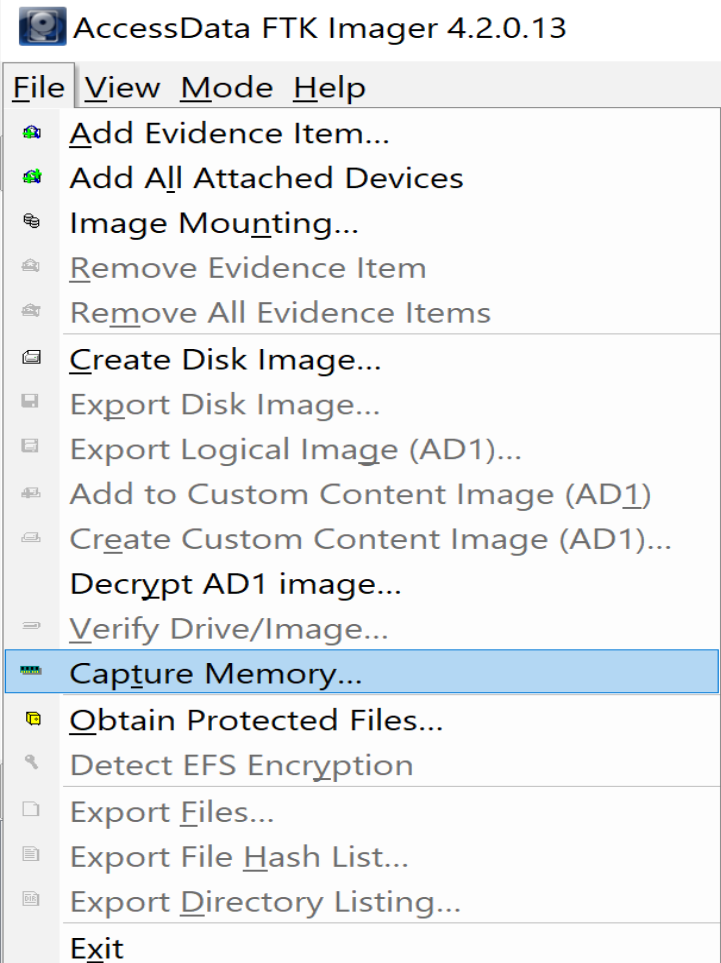 AccessData FTK Imager 4.2.0.13
File View Mode Help
Add Evidence Item...
Add All Attached Devices
Image Mounting...
Remove Evidence Item
Remove All Evidence Items
Create Disk Image...
Export Disk Image...
Export Logical Image (AD1)...
Add to Custom Content Image (AD1)
Create Custom Content Image (AD1)...
Decrypt AD1 image...
Verify Drive/Image...
Capture Memory...
Obtain Protected Files...
Detect EFS Encryption
Export Files...
Export File Hash List...
Export Directory Listing...
Exit